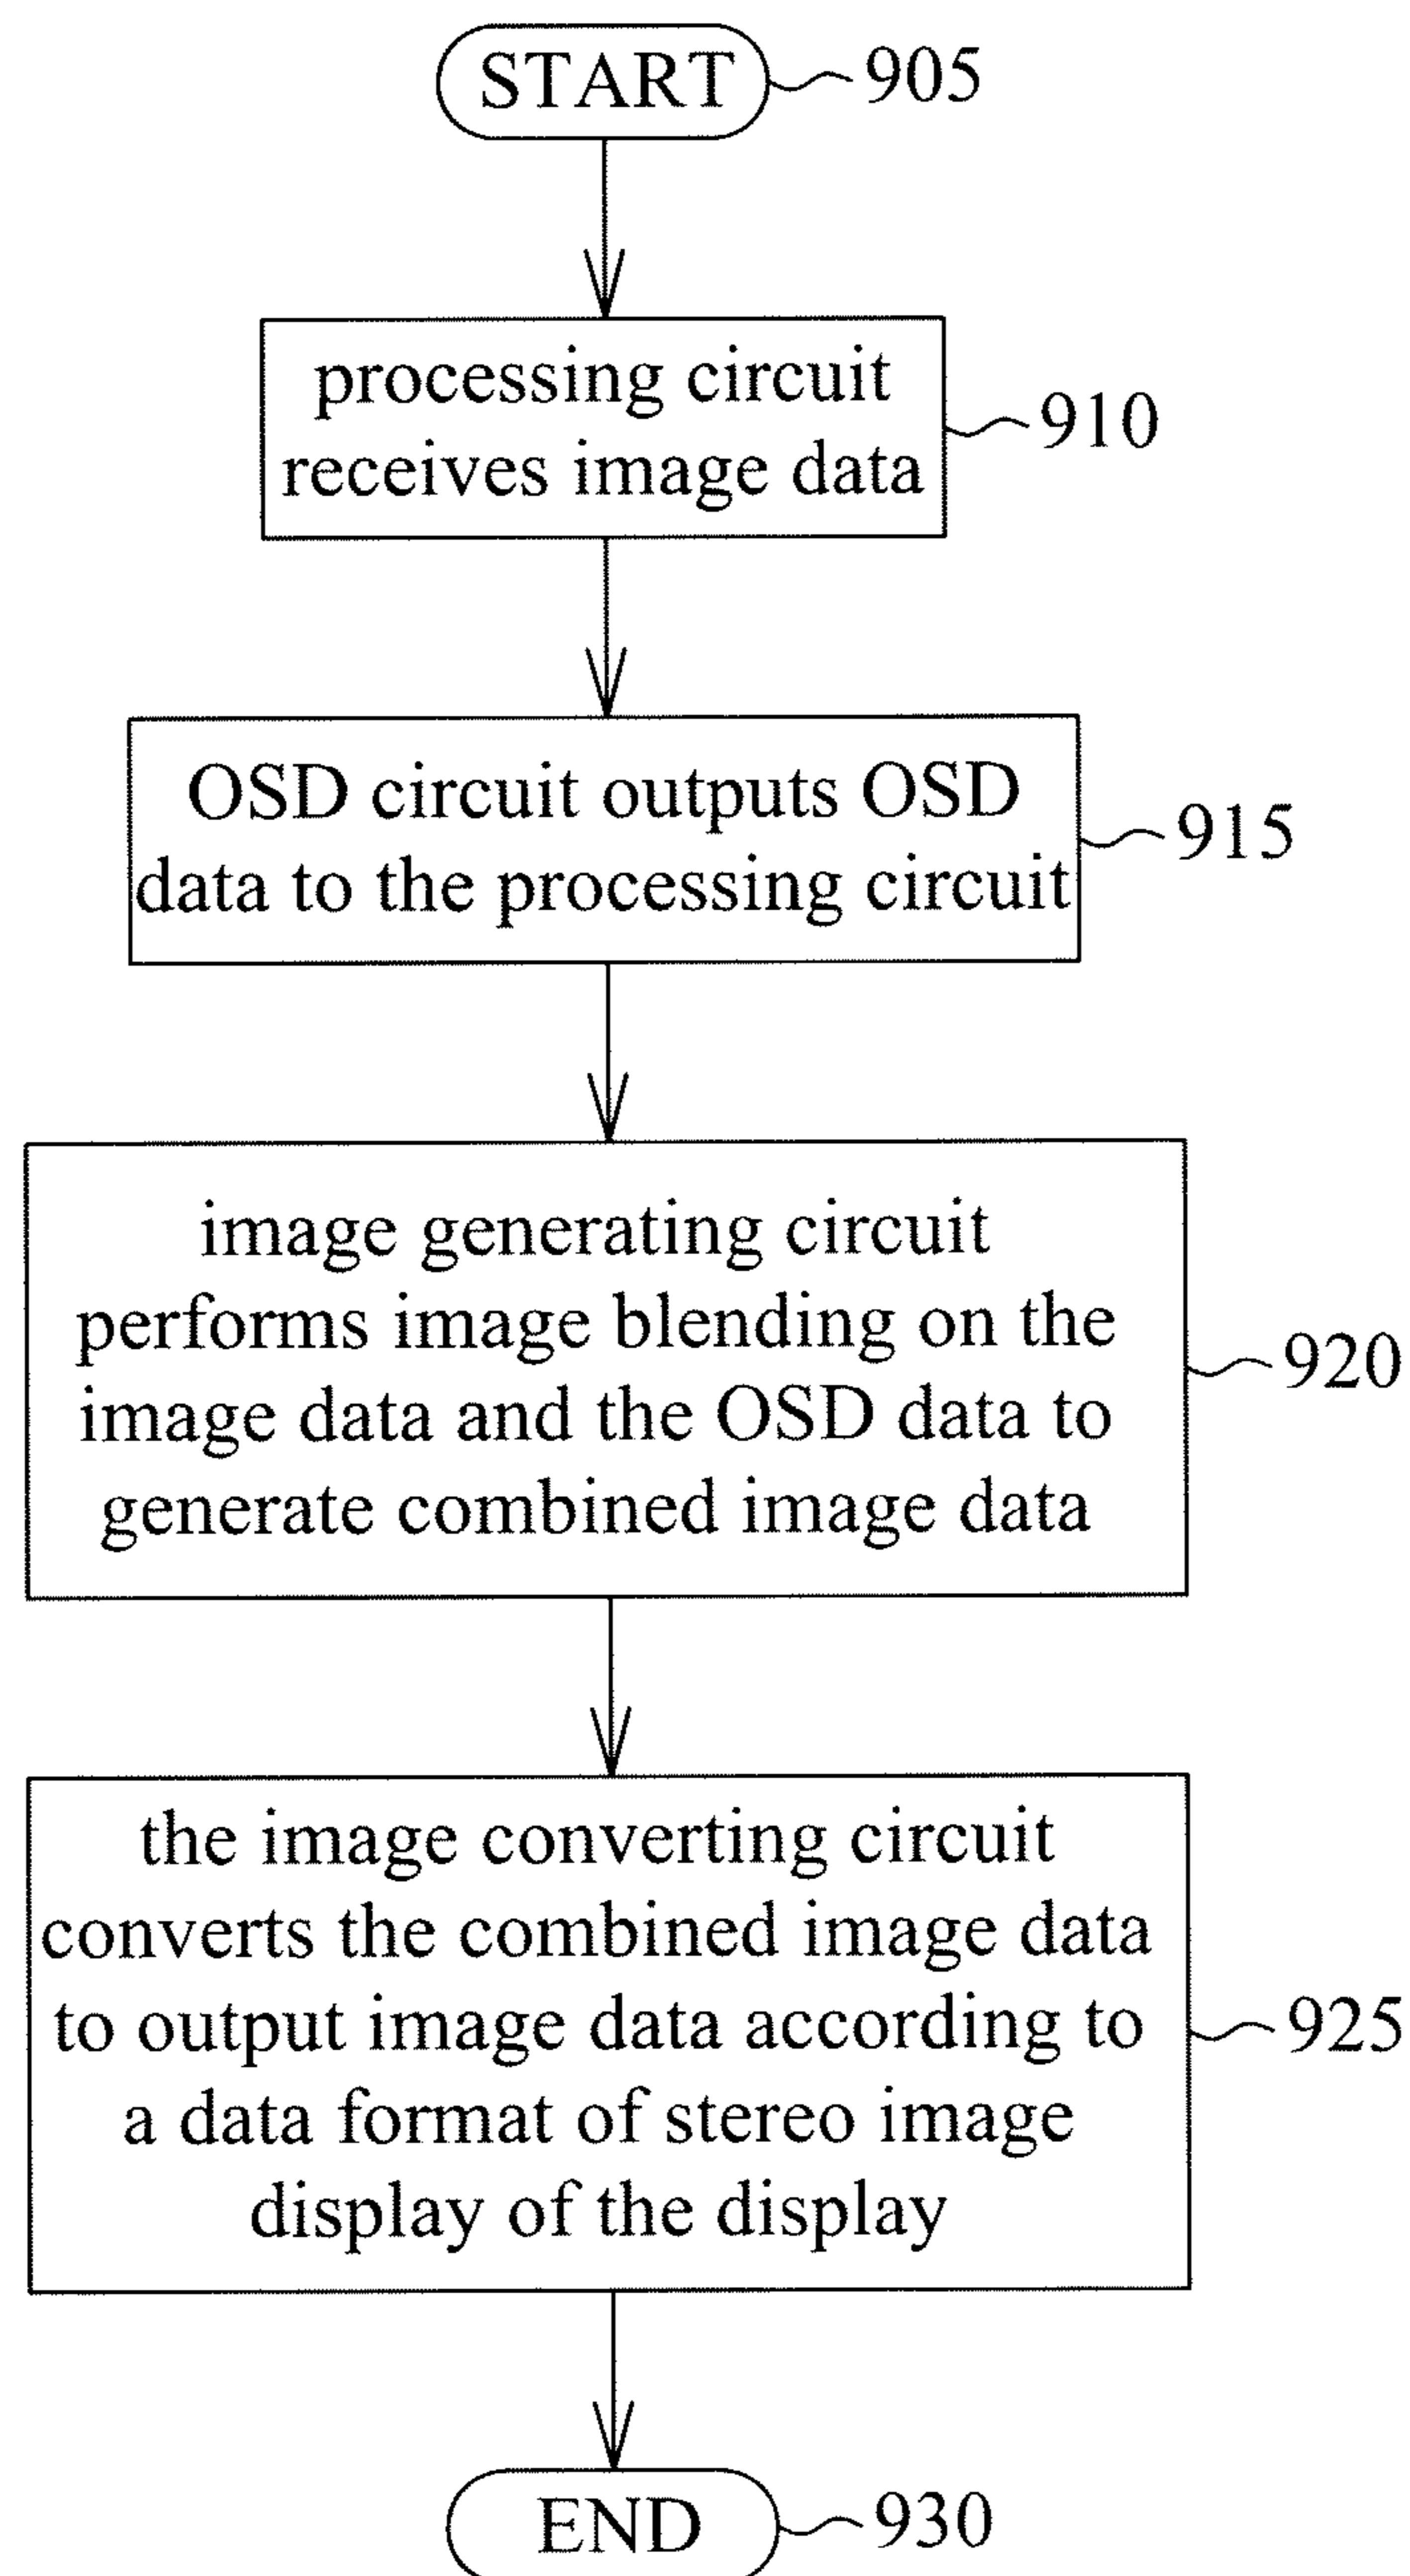 START
905
processing circuit
receives image data
910
OSD circuit outputs OSD
data to the processing circuit
915
image generating circuit
performs image blending on the
image data and the OSD data to
generate combined image data
920
the image converting circuit
converts the combined image data
to output image data according to
a data format of stereo image
display of the display
925
END
930